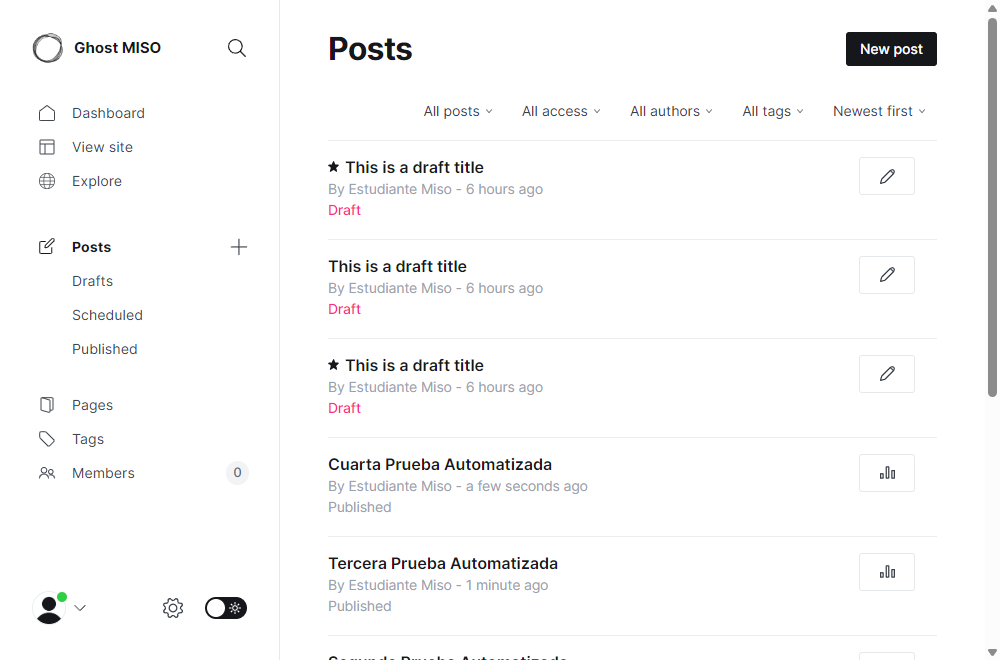 Ghost MISO
Dashboard
View site
Explore
Posts
Drafts
Scheduled
Published
Pages
Tags
Members 0
Posts
New post
All posts All access All authors All tags Newest first
This is a draft title
By Estudiante Miso - 6 hours ago
Draft
This is a draft title
By Estudiante Miso - 6 hours ago
Draft
This is a draft title
By Estudiante Miso - 6 hours ago
Draft
Cuarta Prueba Automatizada
By Estudiante Miso - a few seconds ago
Published
Tercera Prueba Automatizada
By Estudiante Miso - 1 minute ago
Published
Segunda Prueba Automatizada